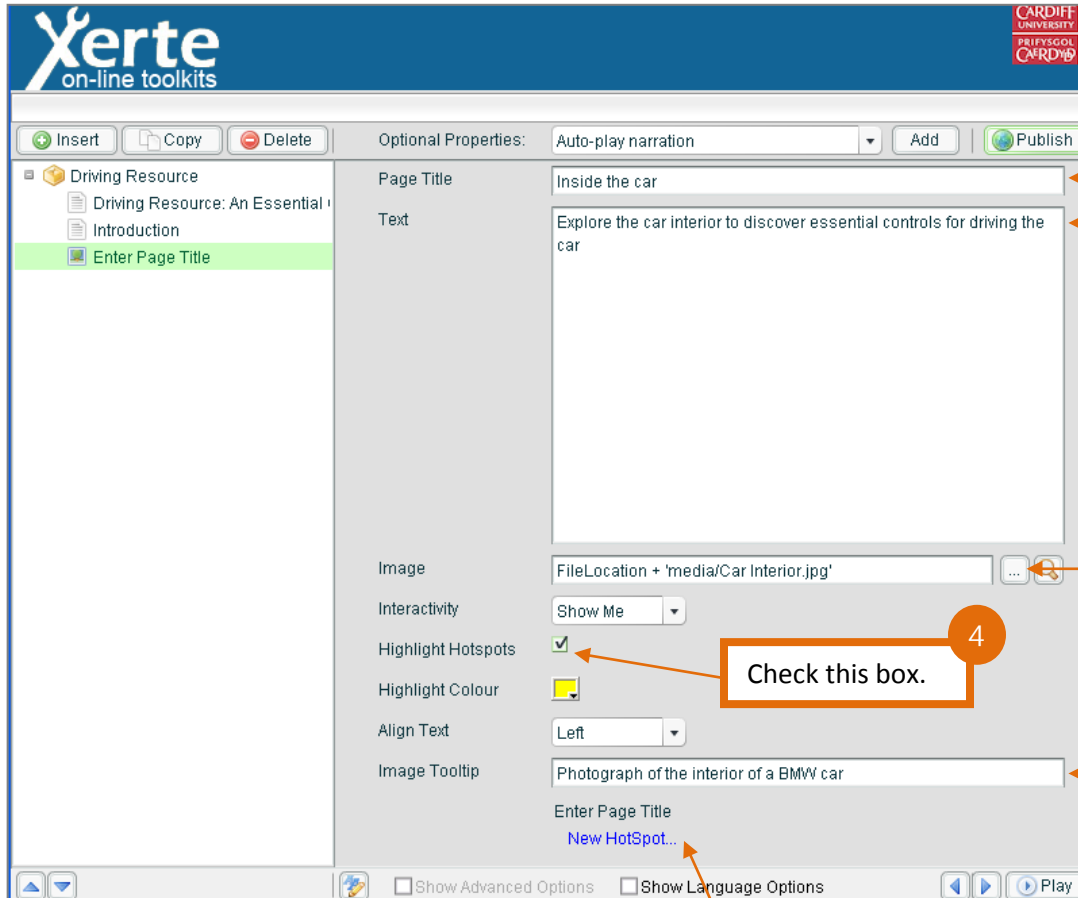 Xerte
on-line toolkits
CARDIFF
UNIVERSITY
PRIFYSGOL
CAERDYDD
Insert Copy Delete Optional Properties: Auto-play narration Add Publish
Driving Resource
Driving Resource: An Essential
Introduction
Enter Page Title
Page Title Inside the car
Text Explore the car interior to discover essential controls for driving the
car
Image FileLocation + 'media/Car Interior.jpg' ...
Interactivity Show Me
Highlight Hotspots
4
Check this box.
Highlight Colour
Align Text Left
Image Tooltip Photograph of the interior of a BMW car
Enter Page Title
New HotSpot...
Show Advanced Options Show Language Options Play